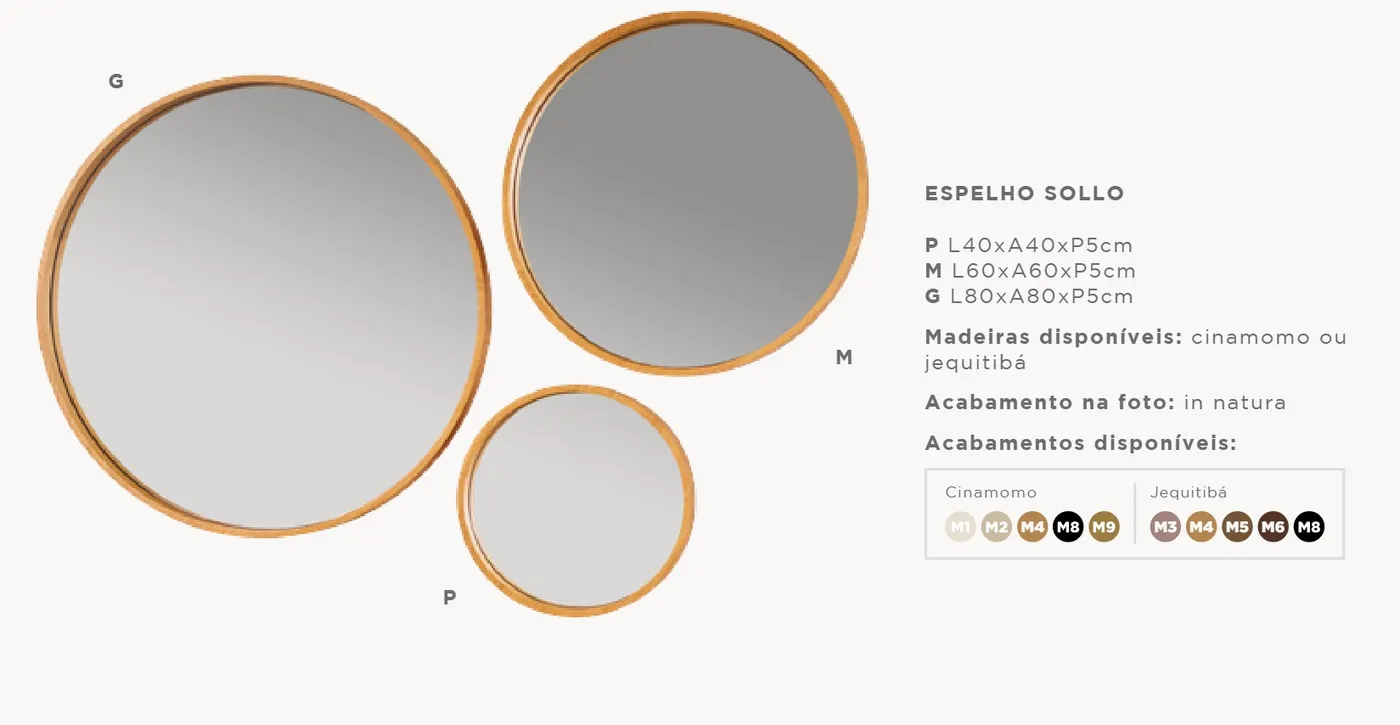 G
M
P
ESPELHO SOLLO
P L40xA40xP5cm
M L60xA60xP5cm
G L80xA80xP5cm
Madeiras disponíveis: cinamomo ou
jequitibá
Acabamento na foto: in natura
Acabamentos disponíveis:
Cinamomo
M1 M2 M4 M8 M9
Jequitibá
M3 M4 M5 M6 M8